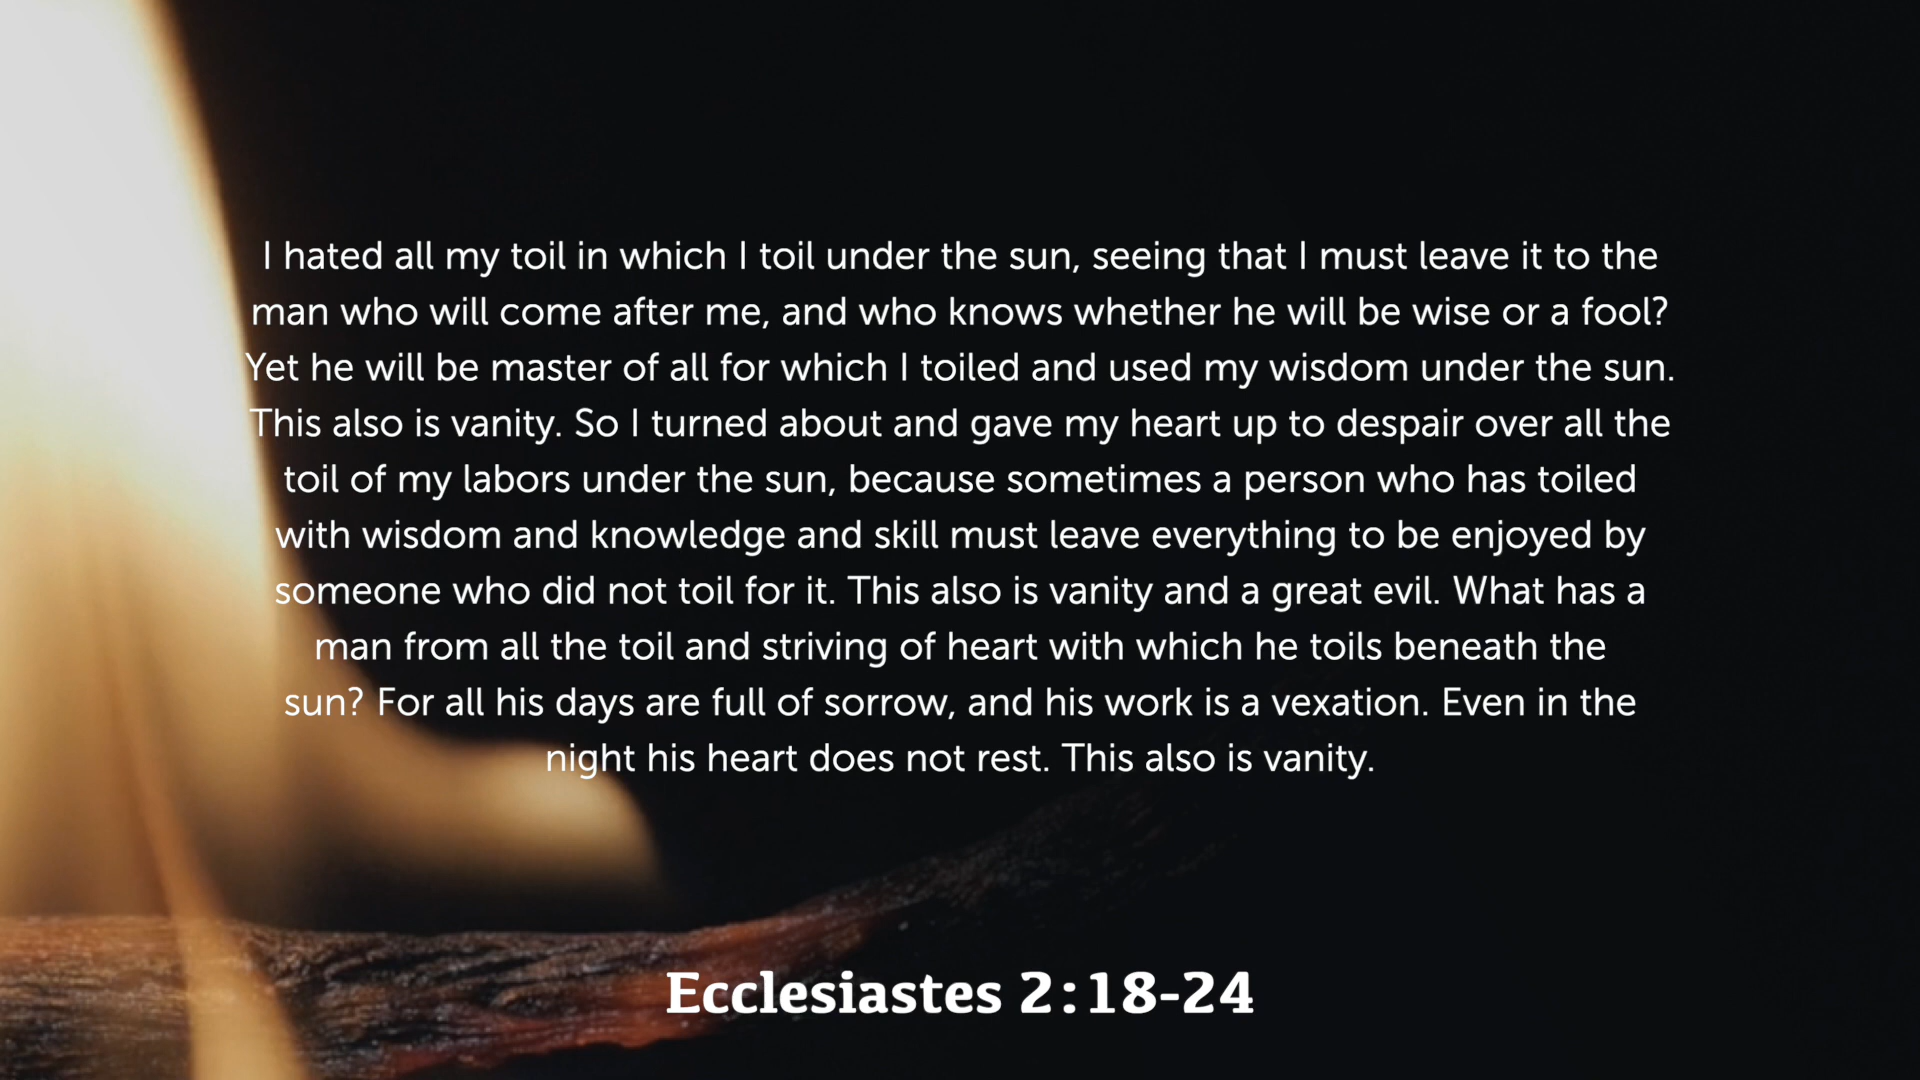 I hated all my toil in which I toil under the sun, seeing that I must leave it to the
man who will come after me, and who knows whether he will be wise or a fool?
Yet he will be master of all for which I toiled and used my wisdom under the sun.
This also is vanity. So I turned about and gave my heart up to despair over all the
toil of my labors under the sun, because sometimes a person who has toiled
with wisdom and knowledge and skill must leave everything to be enjoyed by
someone who did not toil for it. This also is vanity and a great evil. What has a
man from all the toil and striving of heart with which he toils beneath the
sun? For all his days are full of sorrow, and his work is a vexation. Even in the
night his heart does not rest. This also is vanity.
Ecclesiastes 2:18-24